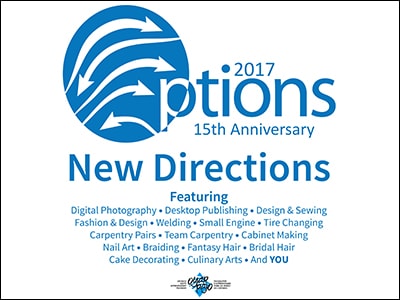 2017
Options
15th Anniversary
New Directions
Featuring
Digital Photography • Desktop Publishing • Design & Sewing
Fashion & Design • Welding • Small Engine • Tire Changing
Carpentry Pairs • Team Carpentry • Cabinet Making
Nail Art • Braiding • Fantasy Hair • Bridal Hair
Cake Decorating • Culinary Arts • And YOU